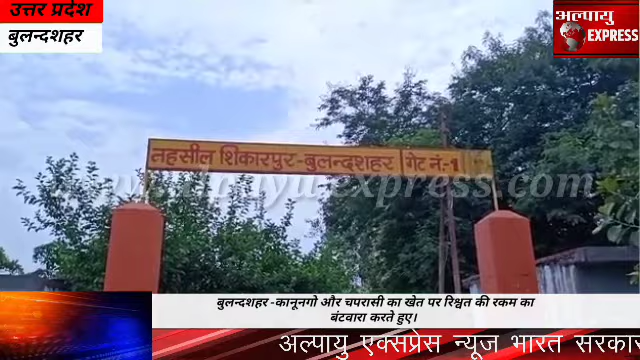 उत्तर प्रदेश
बुलन्दशहर
अल्पायु
EXPRESS
तहसील शिकारपुर-बुलन्दशहर गेट नं.-1
www.alpayuexpress.com
बुलन्दशहर -कानूनगो और चपरासी का खेत पर रिश्वत की रकम का
बंटवारा करते हुए।
अल्पायु एक्सप्रेस न्यूज भारत सरकार